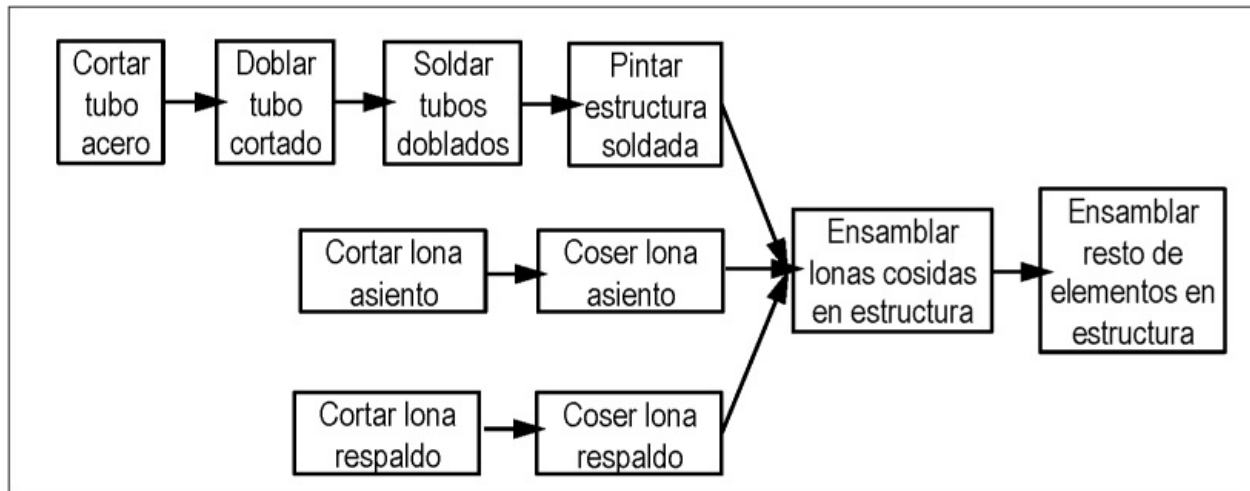 Cortar
tubo
acero
Doblar
tubo
cortado
Soldar
tubos
doblados
Pintar
estructura
soldada
Cortar lona
asiento
Coser lona
asiento
Cortar lona
respaldo
Coser lona
respaldo
Ensamblar
lonas cosidas
en estructura
Ensamblar
resto de
elementos en
estructura